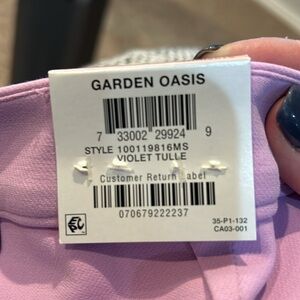 GARDEN OASIS
7 33002 29924 9
STYLE 100119816MS
VIOLET TULLE
Customer Return Label
070679222237
35-P1-132
CA03-001